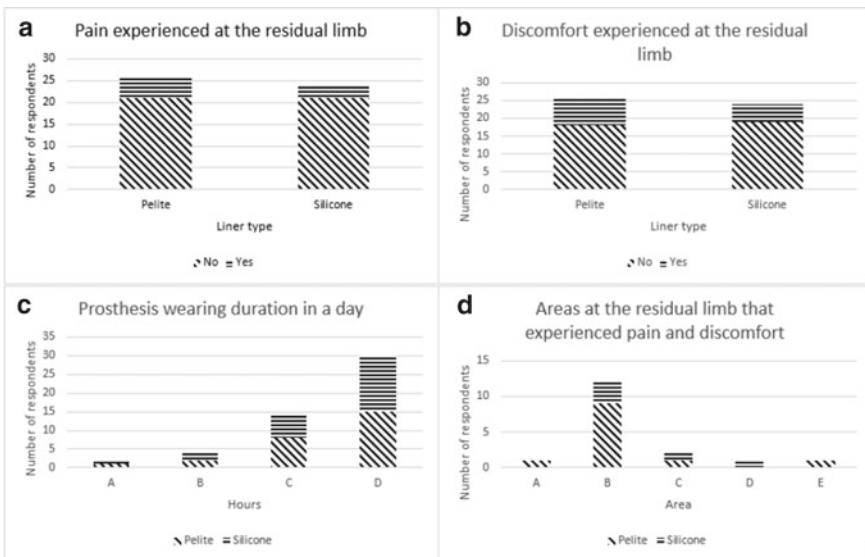 a
Pain experienced at the residual limb
Number of respondents
30
25
20
15
10
5
0
Pelite
Silicone
Liner type
No
Yes
b
Discomfort experienced at the residual
limb
Number of respondents
30
25
20
15
10
5
0
Pelite
Silicone
Liner type
No
Yes
c
Prosthesis wearing duration in a day
Number of respondents
35
30
25
20
15
10
5
0
A
B
C
D
Hours
Pelite
Silicone
d
Areas at the residual limb that
experienced pain and discomfort
Number of respondents
15
10
5
0
A
B
C
D
E
Area
Pelite
Silicone